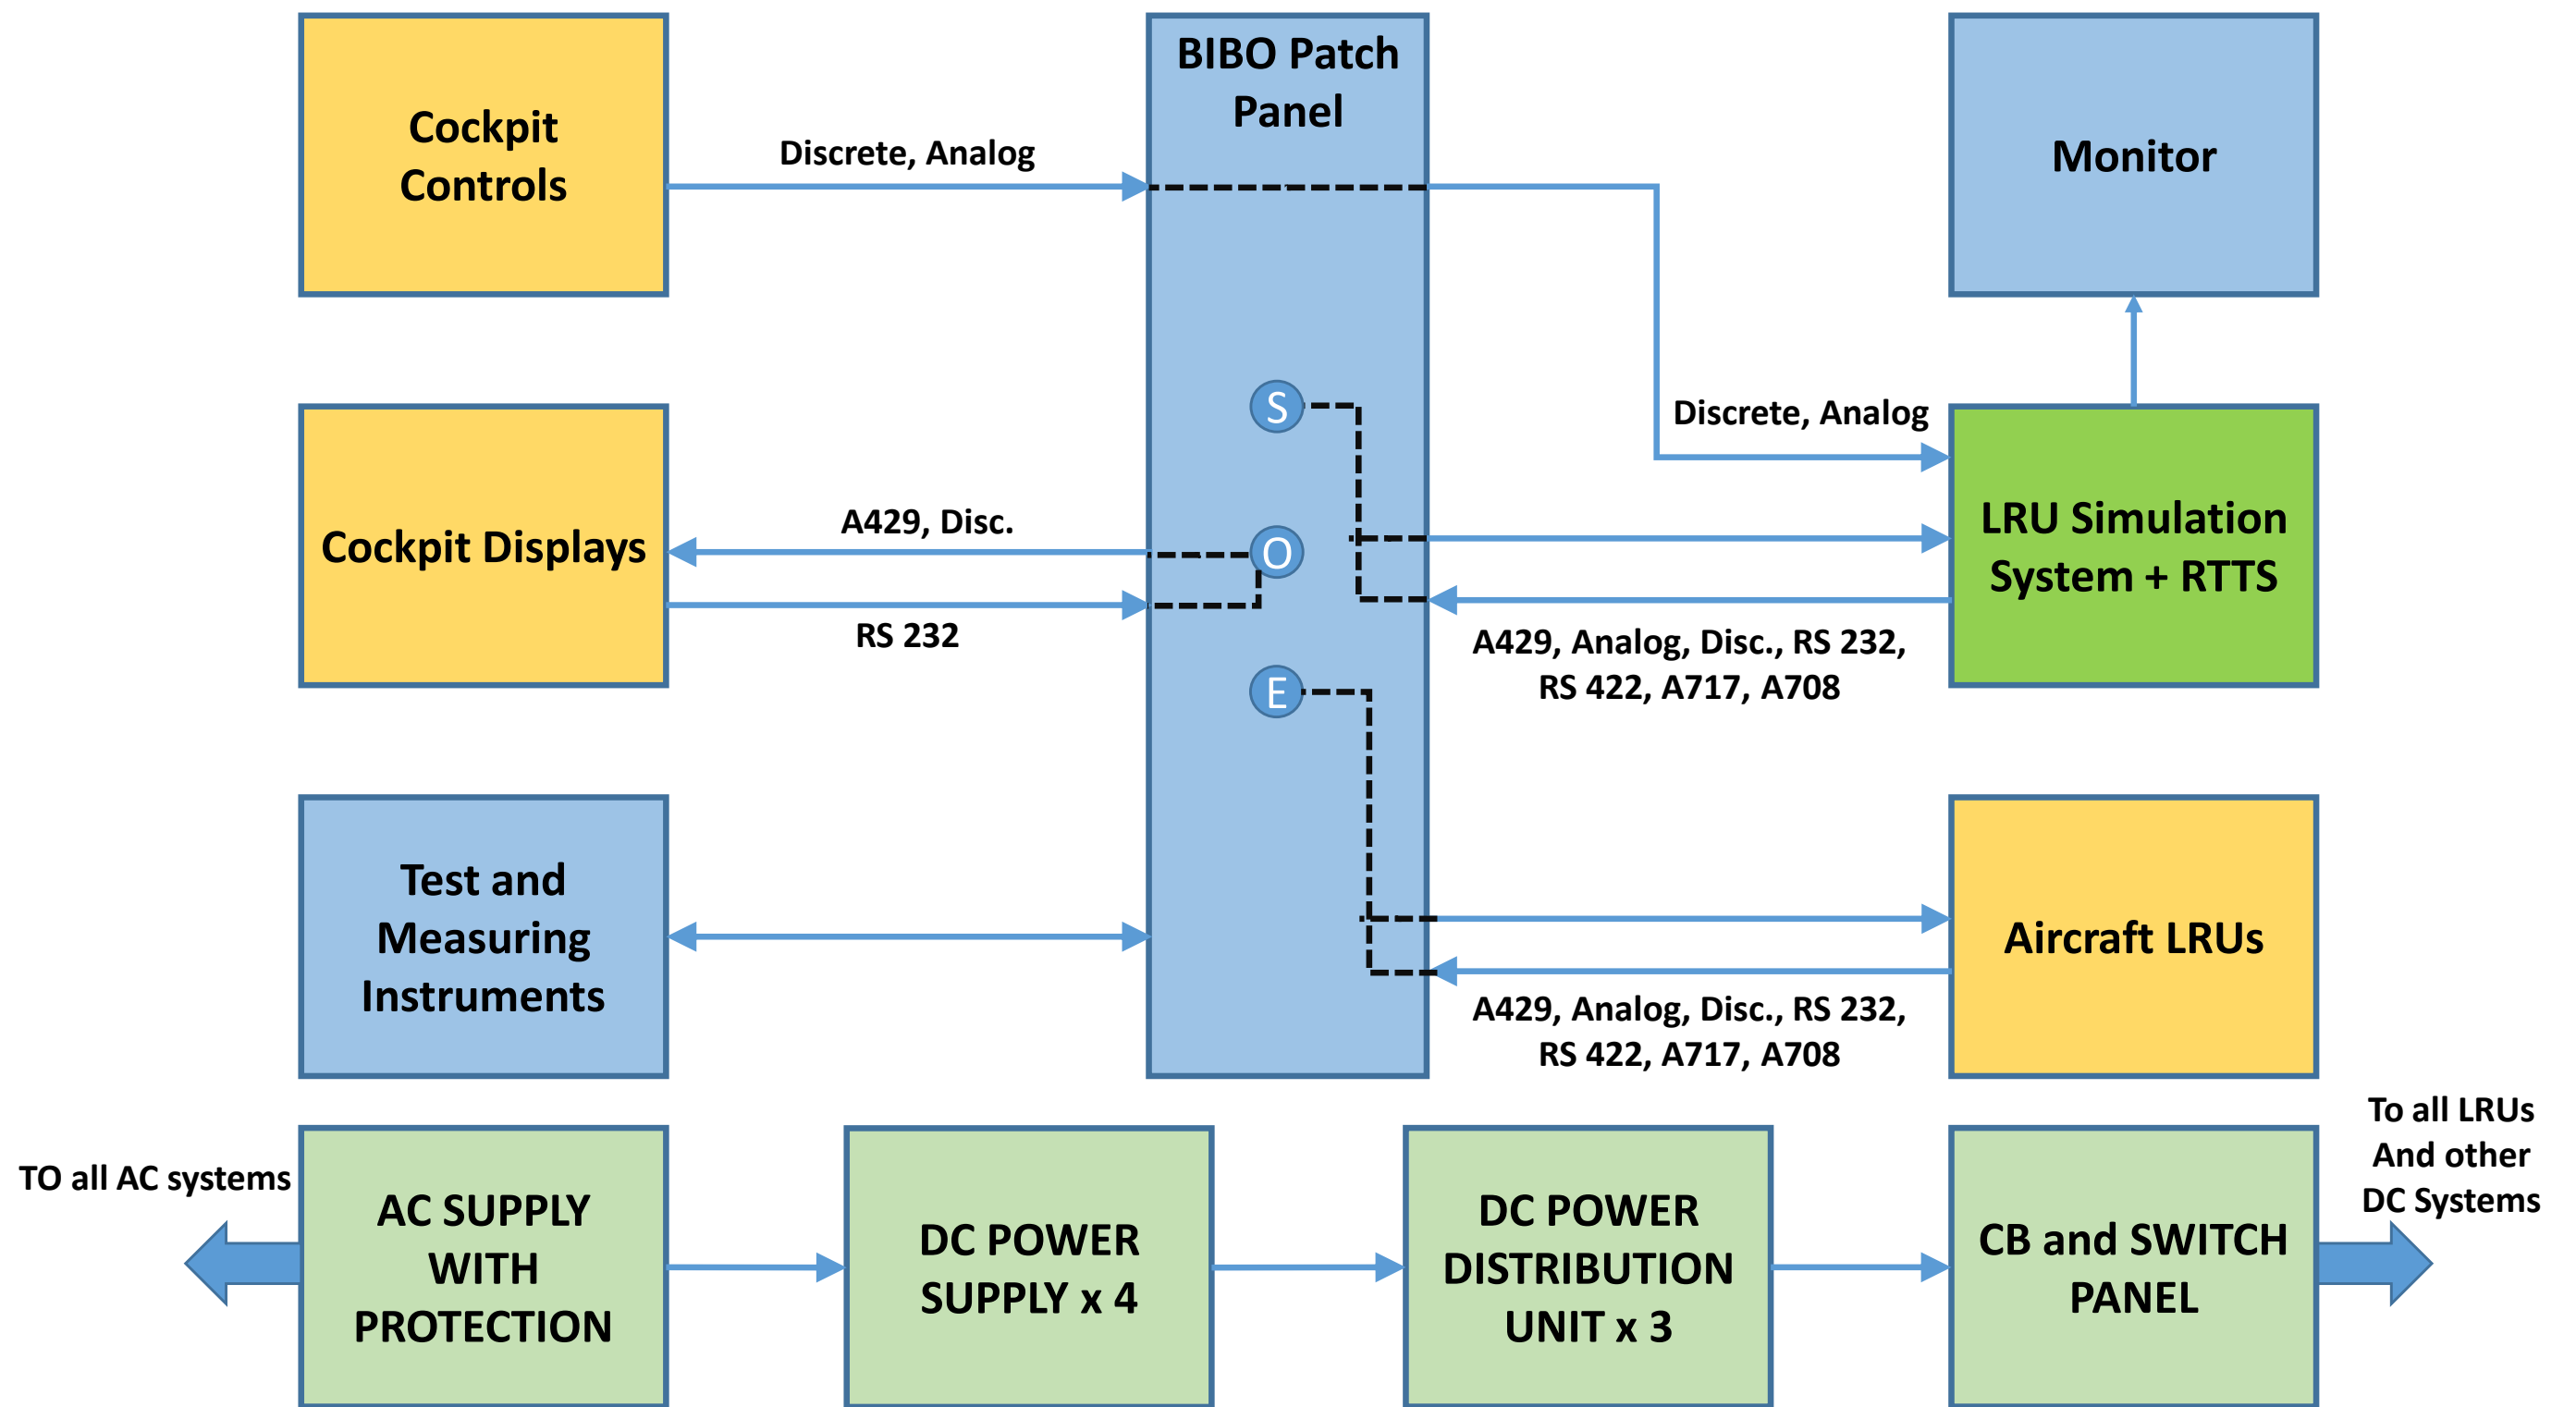 Cockpit
Controls
Discrete, Analog
BIBO Patch
Panel
Monitor
Discrete, Analog
S
O
E
Cockpit Displays
A429, Disc.
RS 232
LRU Simulation
System + RTTS
A429, Analog, Disc., RS 232,
RS 422, A717, A708
Test and
Measuring
Instruments
Aircraft LRUs
A429, Analog, Disc., RS 232,
RS 422, A717, A708
TO all AC systems
AC SUPPLY
WITH
PROTECTION
DC POWER
SUPPLY x 4
DC POWER
DISTRIBUTION
UNIT x 3
CB and SWITCH
PANEL
To all LRUs
And other
DC Systems